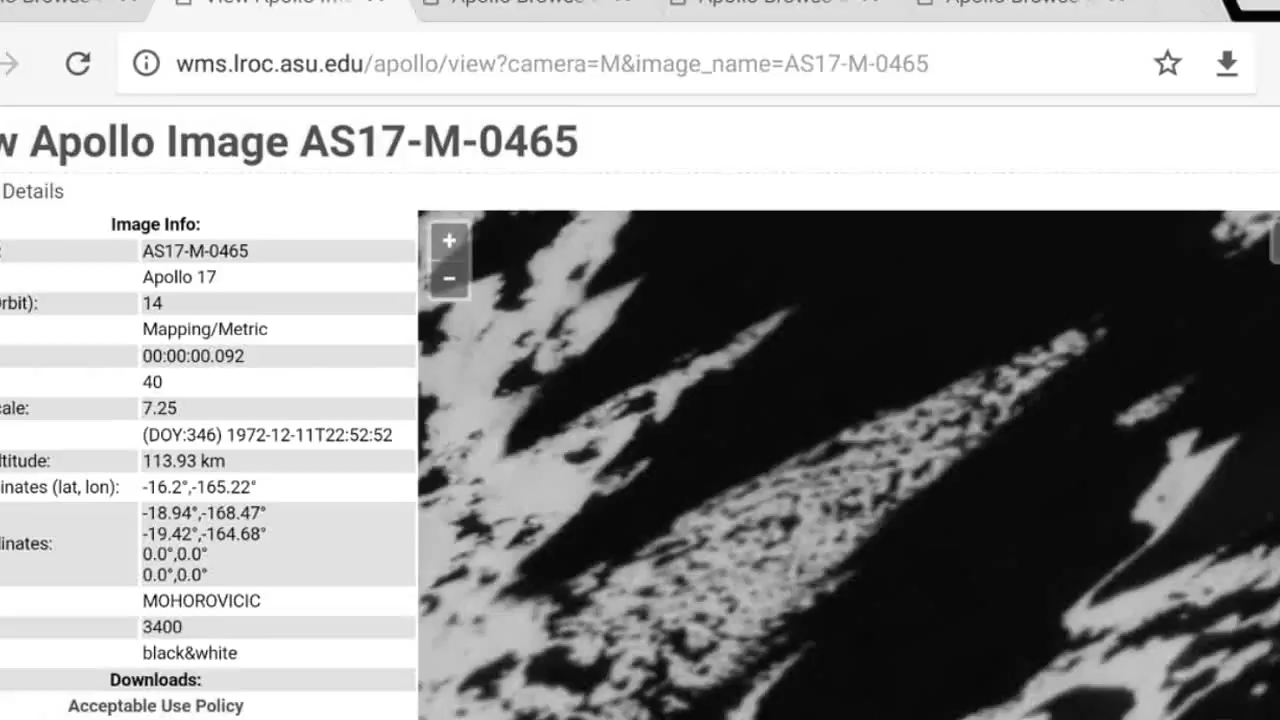 wms.lroc.asu.edu/apollo/view?camera=M&image_name=AS17-M-0465
w Apollo Image AS17-M-0465
Details
Image Info:
: AS17-M-0465
Apollo 17
rbit): 14
Mapping/Metric
00:00:00.092
40
cale: 7.25
(DOY:346) 1972-12-11T22:52:52
ltitude: 113.93 km
inates (lat, lon): -16.2°,-165.22°
-18.94°,-168.47°
-19.42°,-164.68°
linates: 0.0°,0.0°
0.0°,0.0°
MOHOROVICIC
3400
black&white
Downloads:
Acceptable Use Policy
+
−